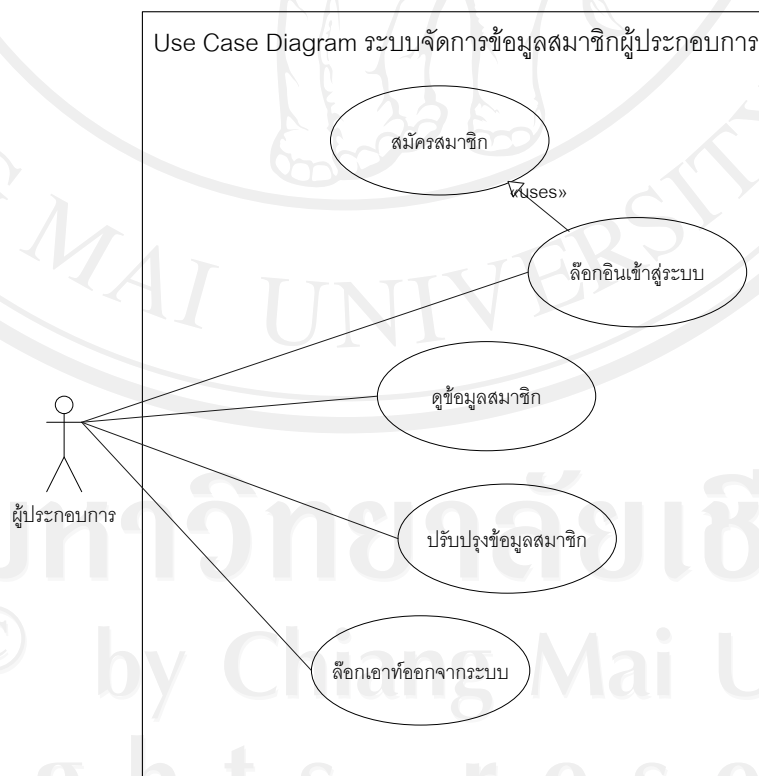 Use Case Diagram ระบบจัดการข้อมูลสมาชิกผู้ประกอบการ
สมัครสมาชิก
«uses»
ล๊อกอินเข้าสู่ระบบ
ดูข้อมูลสมาชิก
ผู้ประกอบการ
ปรับปรุงข้อมูลสมาชิก
ล๊อกเอาท์ออกจากระบบ
MAI UNIVERSITY
© by Chiang Mai U